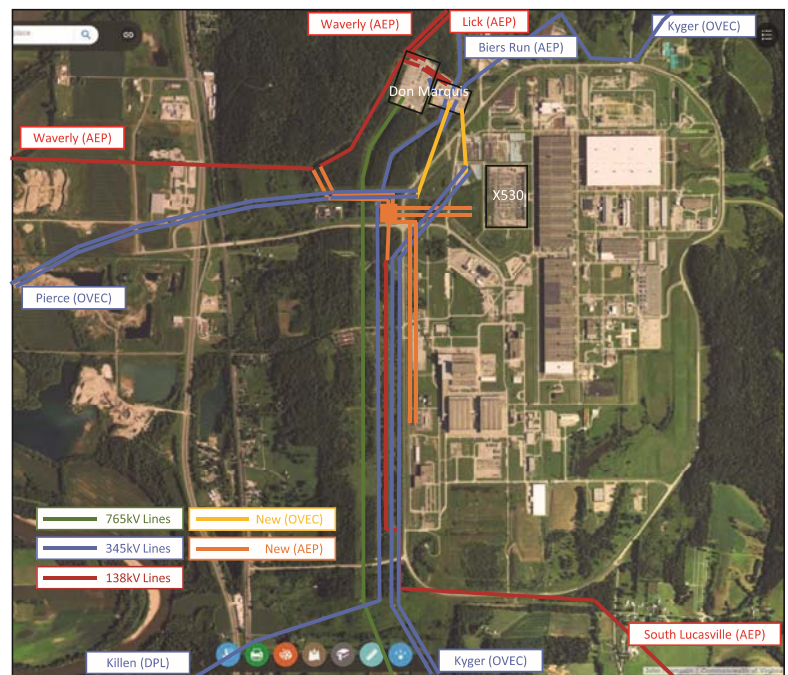 place
Waverly (AEP)
Lick (AEP)
Kyger (OVEC)
Biers Run (AEP)
Don Marquis
Waverly (AEP)
X530
Pierce (OVEC)
765kV Lines
New (OVEC)
345kV Lines
New (AEP)
138kV Lines
South Lucasville (AEP)
Killen (DPL)
Kyger (OVEC)